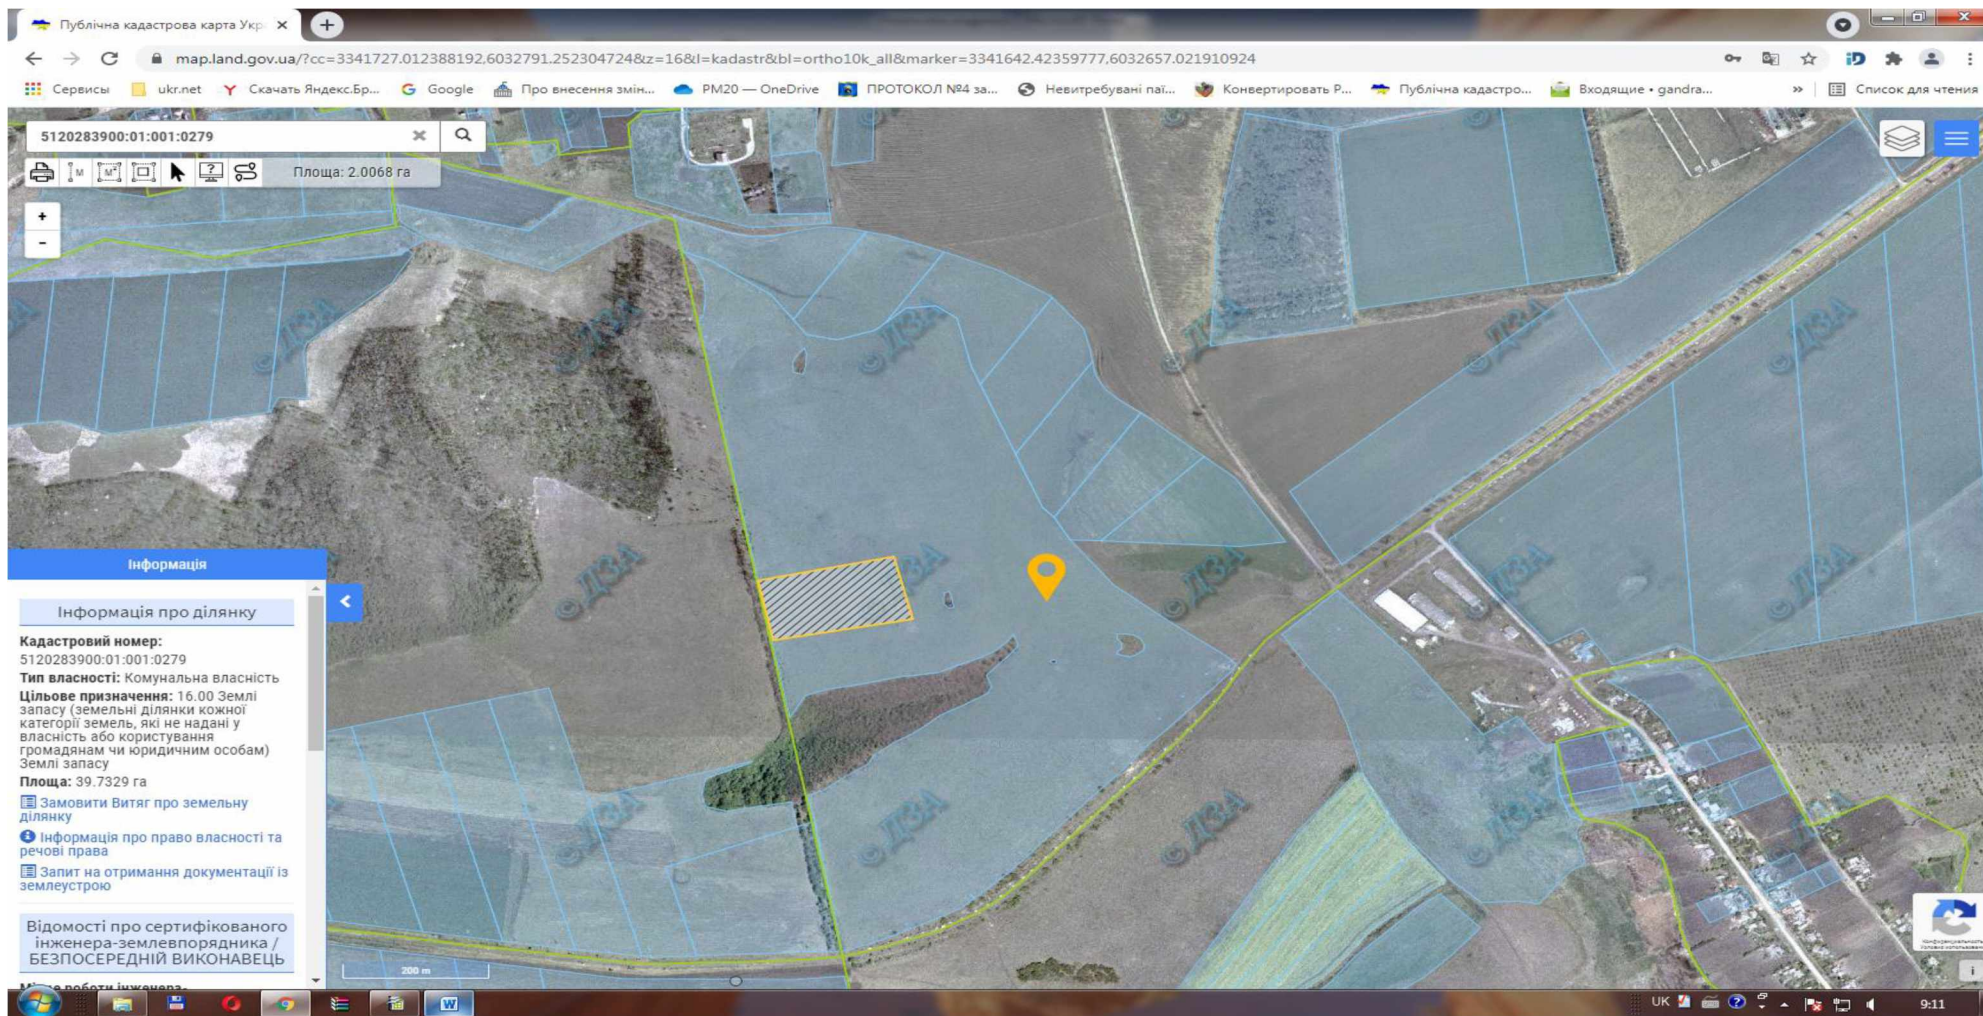 Публічна кадастрова карта Укр
map.land.gov.ua/?cc=3341727.012388192,6032791.252304724&z=16&l=kadastr&bl=ortho10k_all&marker=3341642.42359777,6032657.021910924
Сервисы ukr.net Скачать Яндекс.Бр... Google Про внесення змін... PM20 — OneDrive ПРОТОКОЛ №4 за... Невитребувані паї... Конвертировать P... Публічна кадастро... Входящие • gandra... » Список для чтения
5120283900:01:001:0279
Площа: 2.0068 га
+
-
© ДЗА
Інформація
Інформація про ділянку
Кадастровий номер:
5120283900:01:001:0279
Тип власності: Комунальна власність
Цільове призначення: 16.00 Землі
запасу (земельні ділянки кожної
категорії земель, які не надані у
власність або користування
громадянам чи юридичним особам)
Землі запасу
Площа: 39.7329 га
Замовити Витяг про земельну
ділянку
Інформація про право власності та
речові права
Запит на отримання документації із
землеустрою
Відомості про сертифікованого
інженера-землевпорядника /
БЕЗПОСЕРЕДНІЙ ВИКОНАВЕЦЬ
200 m
UK
9:11